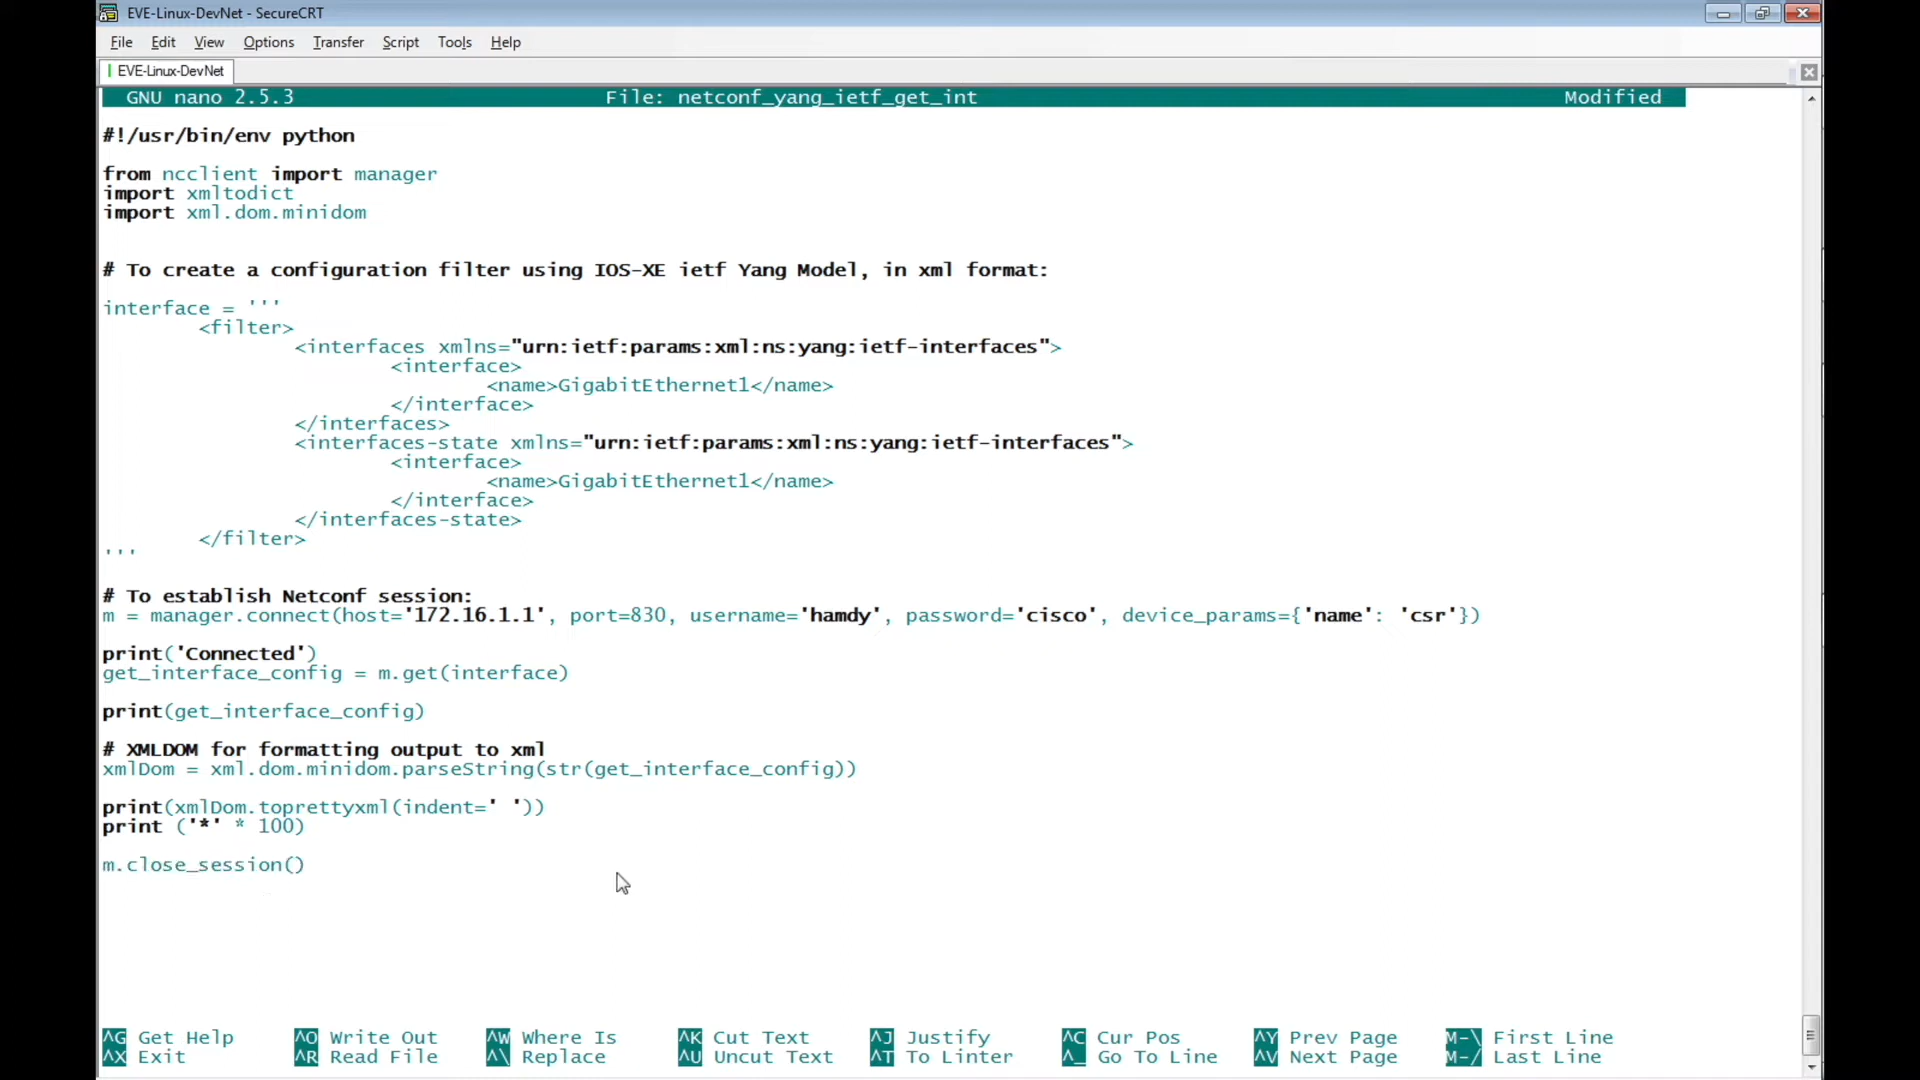 EVE-Linux-DevNet - SecureCRT
File Edit View Options Transfer Script Tools Help
EVE-Linux-DevNet
GNU nano 2.5.3 File: netconf_yang_ietf_get_int Modified
#!/usr/bin/env python
from ncclient import manager
import xmltodict
import xml.dom.minidom
# To create a configuration filter using IOS-XE ietf Yang Model, in xml format:
interface = '''
<filter>
<interfaces xmlns="urn:ietf:params:xml:ns:yang:ietf-interfaces">
<interface>
<name>GigabitEthernet1</name>
</interface>
</interfaces>
<interfaces-state xmlns="urn:ietf:params:xml:ns:yang:ietf-interfaces">
<interface>
<name>GigabitEthernet1</name>
</interface>
</interfaces-state>
</filter>
'''
# To establish Netconf session:
m = manager.connect(host='172.16.1.1', port=830, username='hamdy', password='cisco', device_params={'name': 'csr'})
print('Connected')
get_interface_config = m.get(interface)
print(get_interface_config)
# XMLDOM for formatting output to xml
xmlDom = xml.dom.minidom.parseString(str(get_interface_config))
print(xmlDom.toprettyxml(indent=' '))
print ('*' * 100)
m.close_session()
^G Get Help ^O Write Out ^W Where Is ^K Cut Text ^J Justify ^C Cur Pos ^Y Prev Page M-\ First Line
^X Exit ^R Read File ^\ Replace ^U Uncut Text ^T To Linter ^_ Go To Line ^V Next Page M-/ Last Line